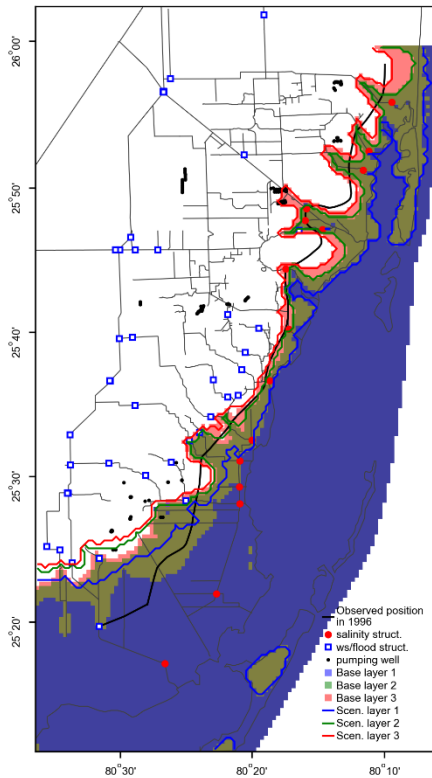 26° 00'
25° 50'
25° 40'
25° 30'
25° 20'
Observed position
in 1996
salinity struct.
ws/flood struct.
pumping well
Base layer 1
Base layer 2
Base layer 3
Scen. layer 1
Scen. layer 2
Scen. layer 3
80° 30'
80° 20'
80° 10'